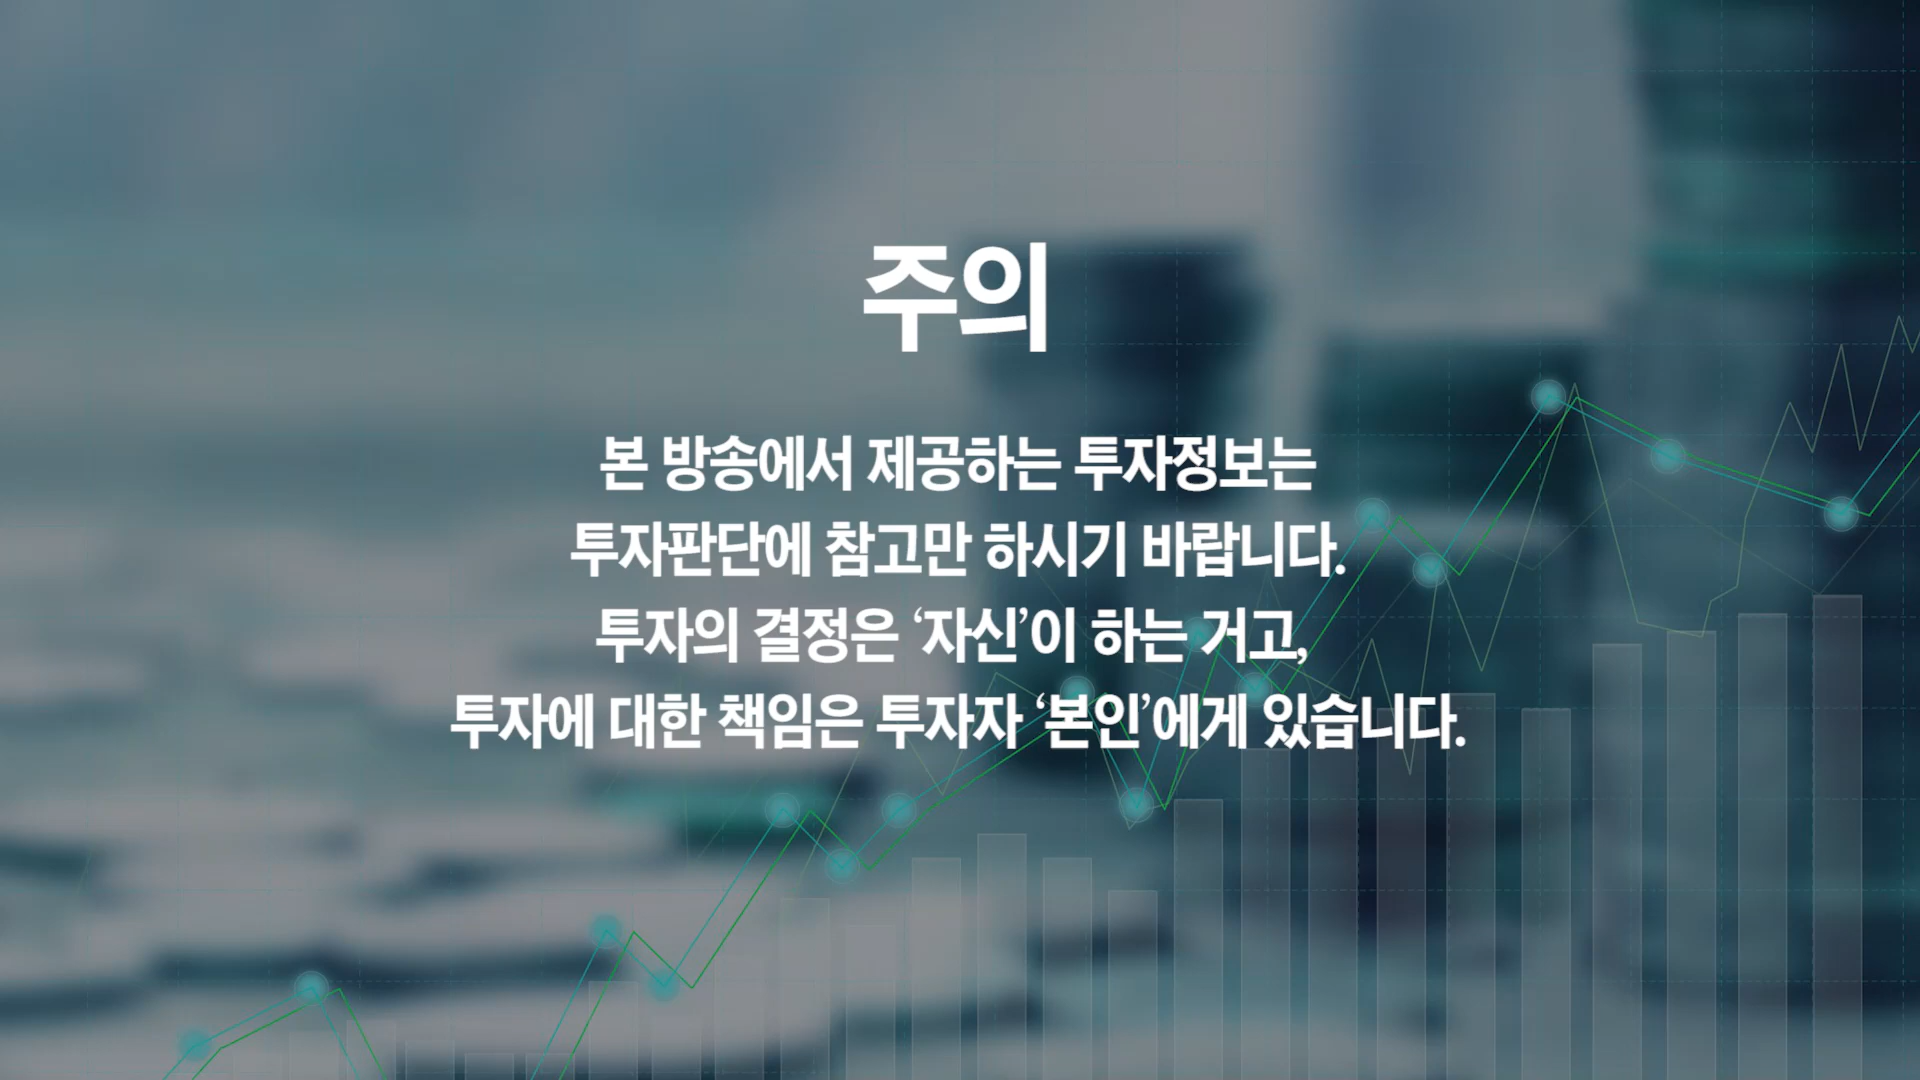 주의
본 방송에서 제공하는 투자정보는
투자판단에 참고만 하시기 바랍니다.
투자의 결정은 ‘자신’이 하는 거고,
투자에 대한 책임은 투자자 ‘본인’에게 있습니다.